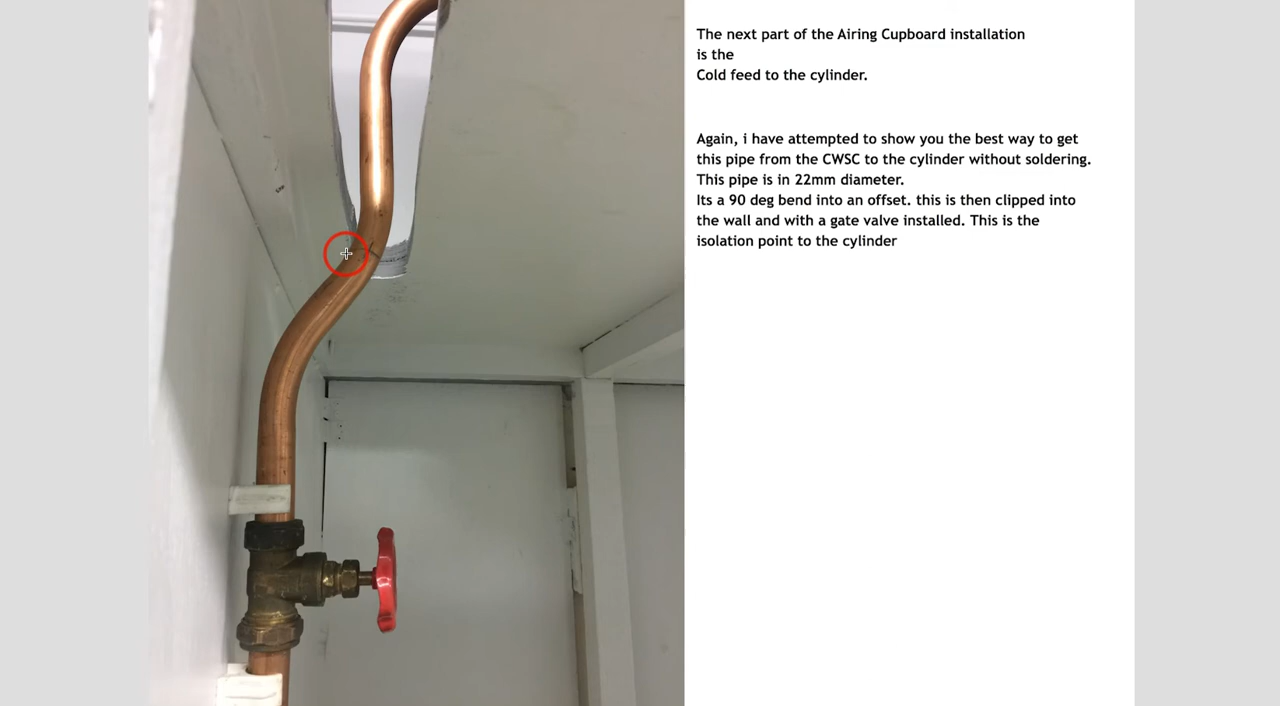 The next part of the Airing Cupboard installation
is the
Cold feed to the cylinder.
Again, i have attempted to show you the best way to get
this pipe from the CWSC to the cylinder without soldering.
This pipe is in 22mm diameter.
Its a 90 deg bend into an offset. this is then clipped into
the wall and with a gate valve installed. This is the
isolation point to the cylinder